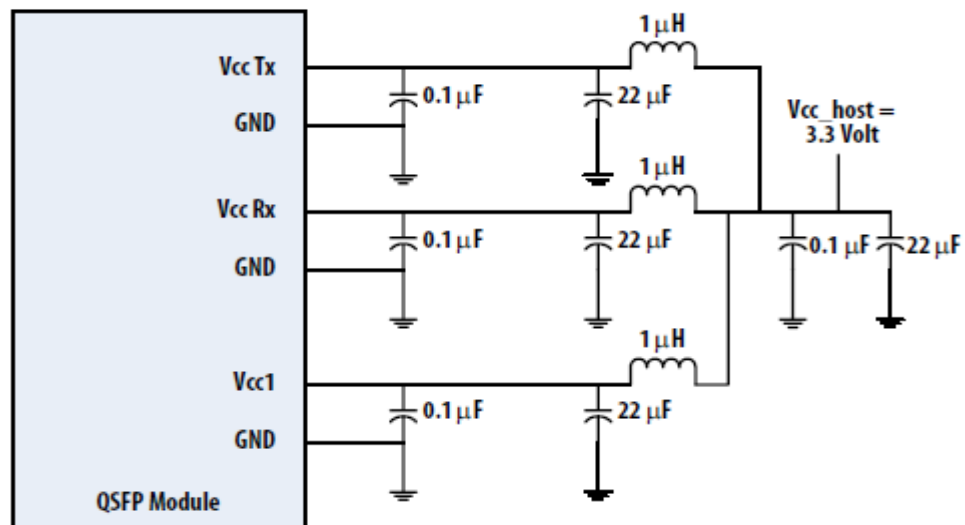 1 µH
Vcc Tx
0.1 µF
22 µF
Vcc_host =
3.3 Volt
GND
1 µH
Vcc Rx
0.1 µF
22 µF
0.1 µF
22 µF
GND
1 µH
Vcc1
0.1 µF
22 µF
GND
QSFP Module